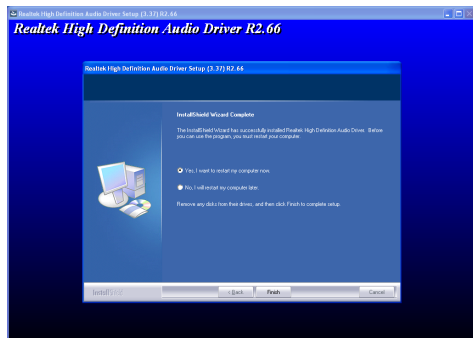 Realtek High Definition Audio Driver Setup (3.37) R2.66
Realtek High Definition Audio Driver R2.66
Realtek High Definition Audio Driver Setup (3.37) R2.66
InstallShield Wizard Complete
The InstallShield Wizard has successfully installed Realtek High Definition Audio Driver. Before
you can use the program, you must restart your computer.
Yes, I want to restart my computer now.
No, I will restart my computer later.
Remove any disks from their drives, and then click Finish to complete setup.
InstallShield
< Back
Finish
Cancel